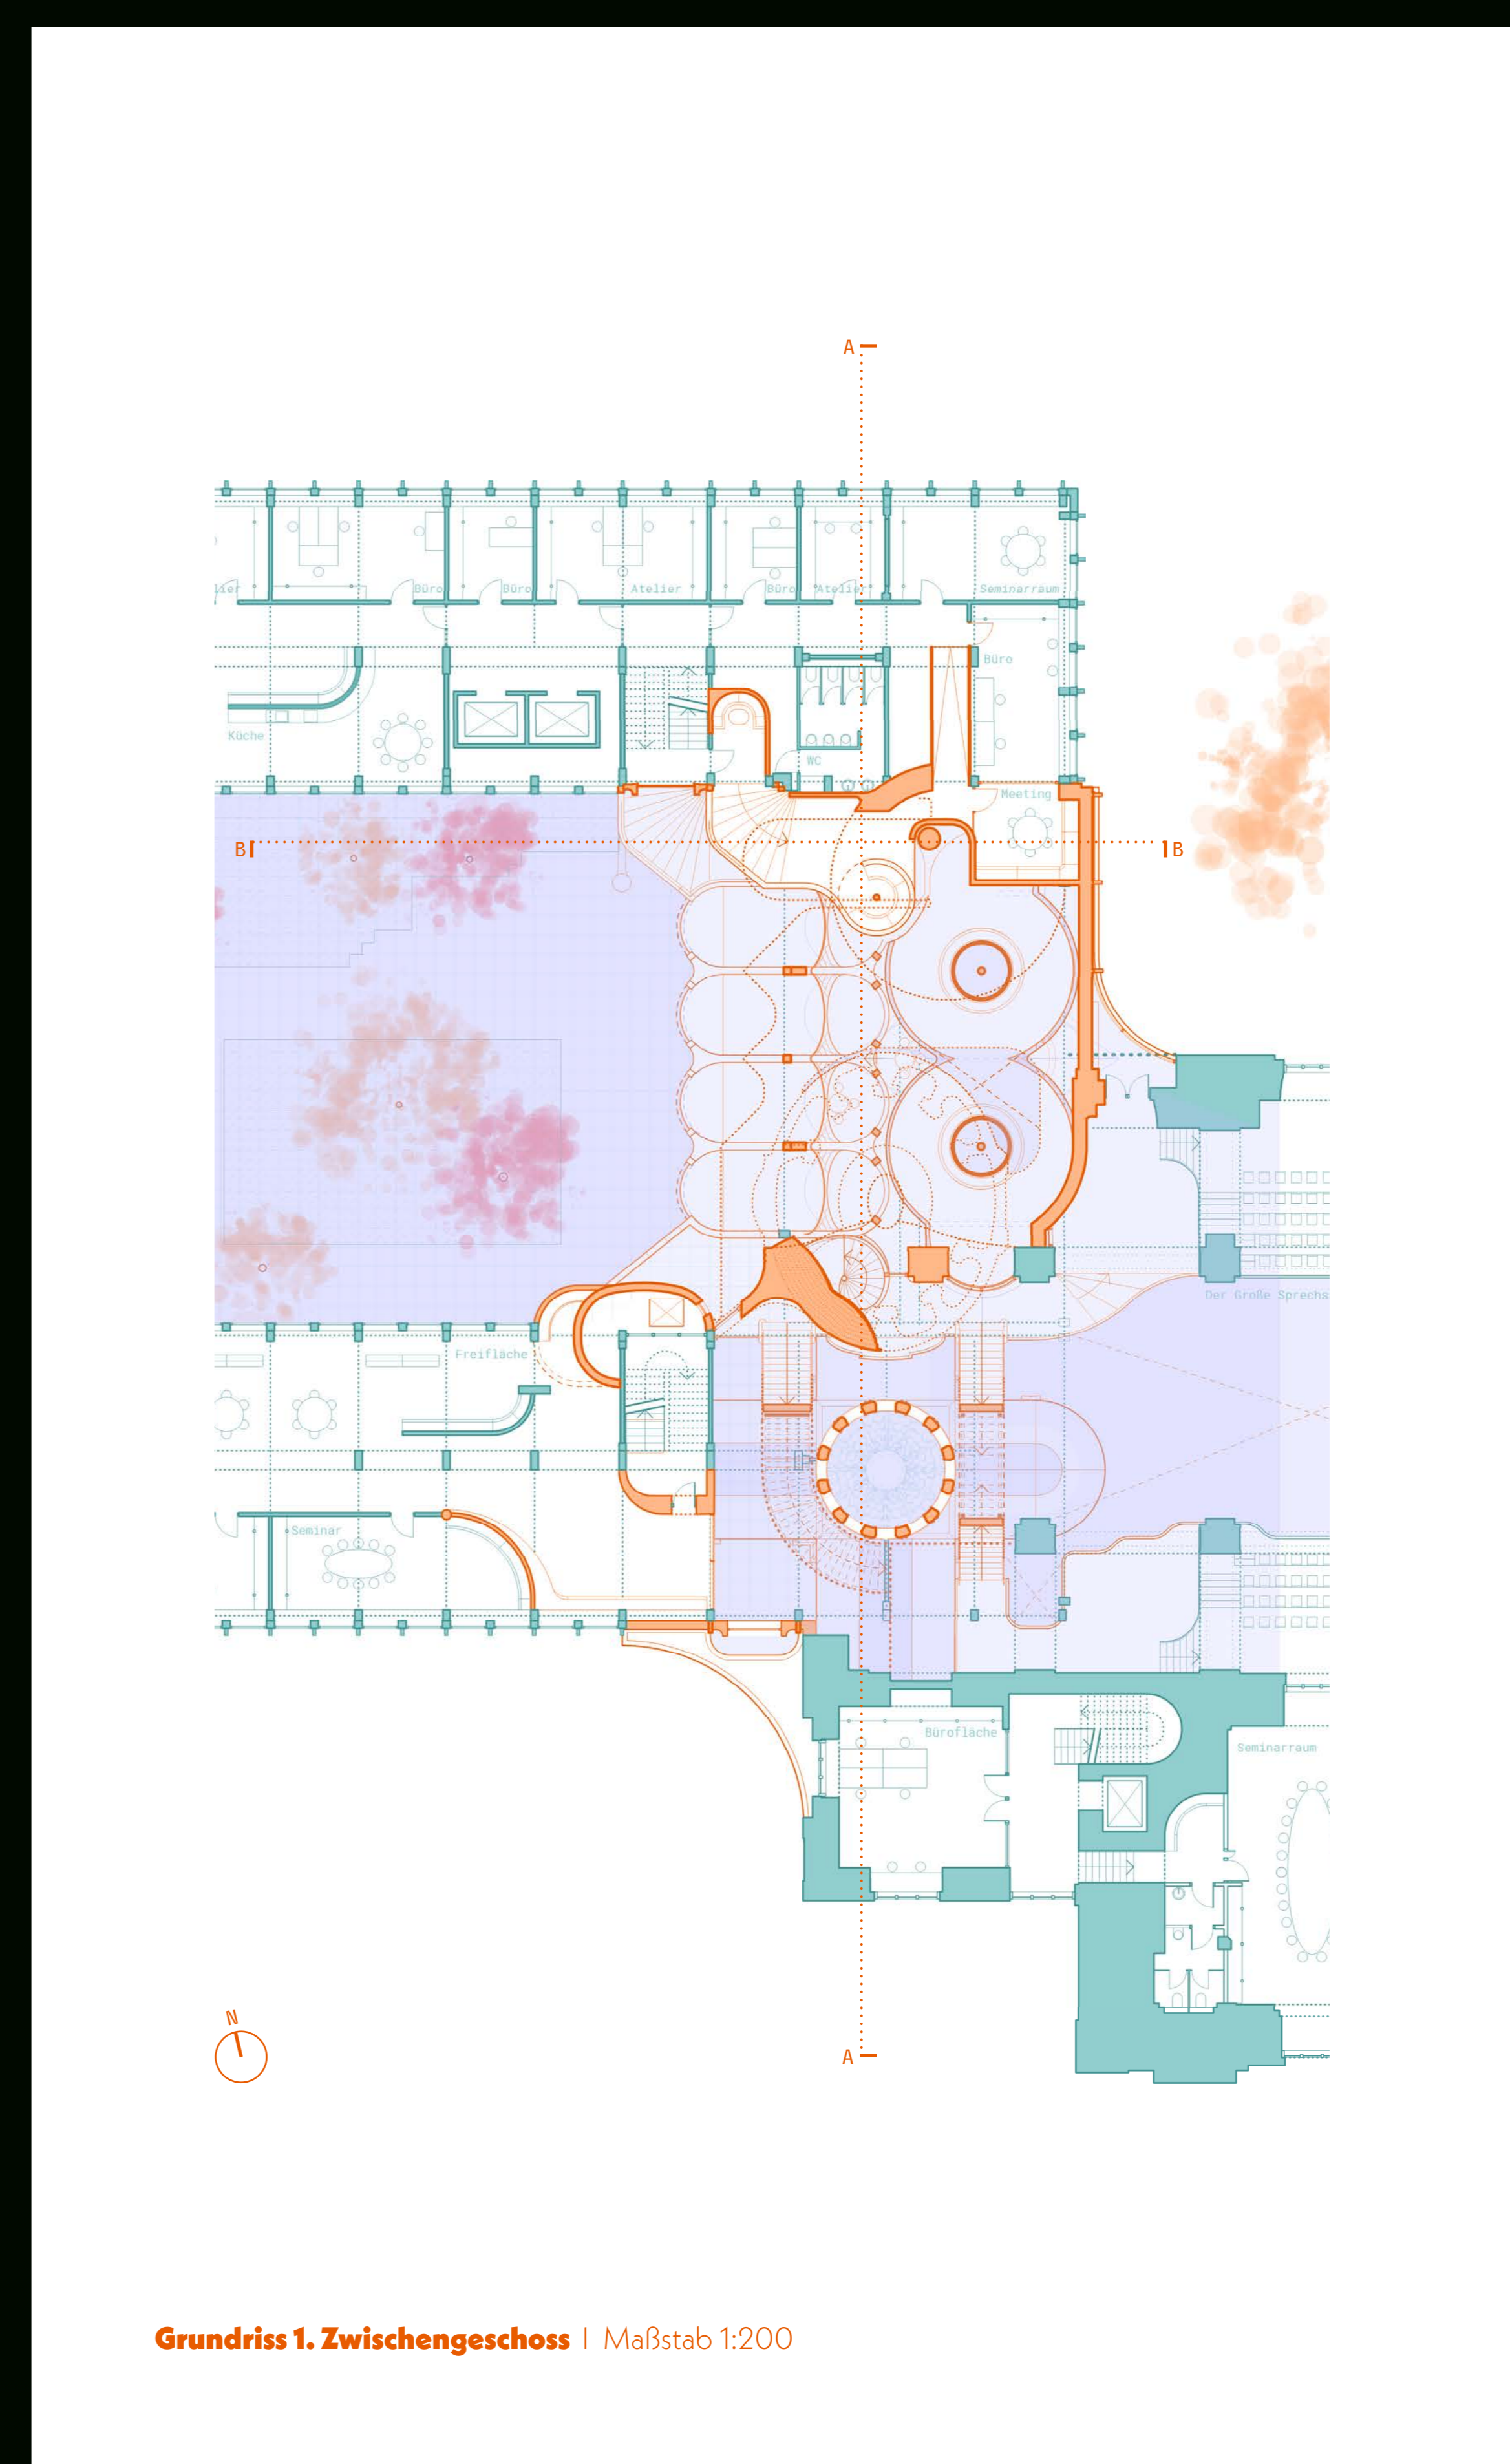 A
lier
Büro
Büro
Atelier
Büro
Atelier
Seminarraum
Büro
Küche
WC
Meeting
B
B
Der Große Sprechs
Freifläche
Seminar
Bürofläche
Seminarraum
N
A
Grundriss 1. Zwischengeschoss | Maßstab 1:200